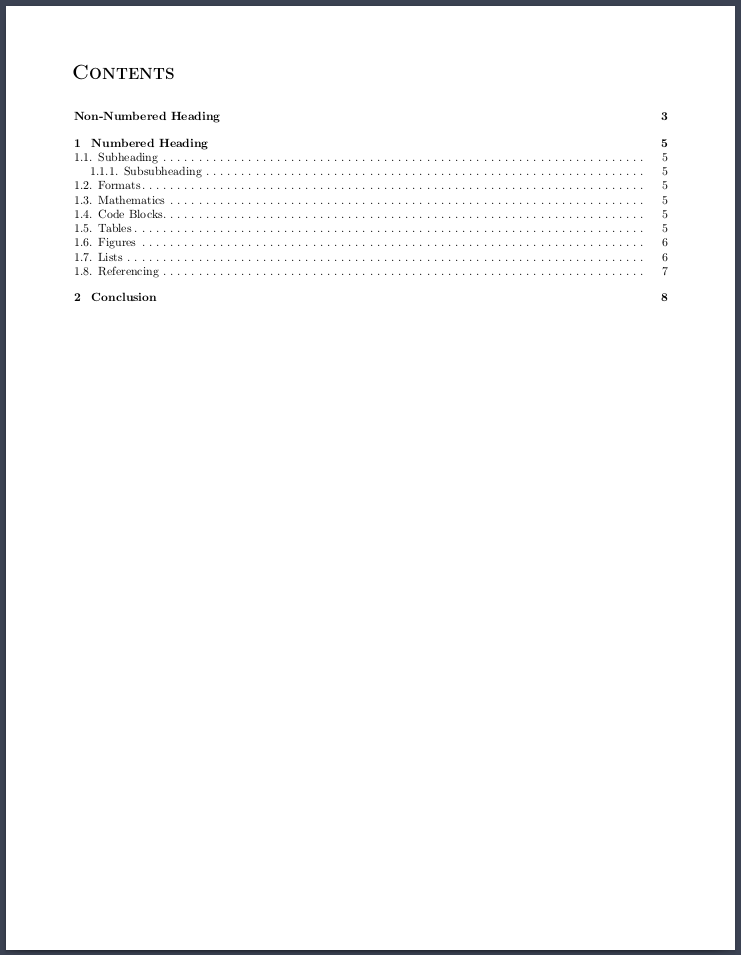 Contents
Non-Numbered Heading 3
1 Numbered Heading 5
1.1. Subheading . . . . . . . . . . . . . . . . . . . . . . . . . . . . . . . . . . . . . . . . . . . . . . . . . . . . . . . . . . . . . . . . . . . . 5
1.1.1. Subsubheading . . . . . . . . . . . . . . . . . . . . . . . . . . . . . . . . . . . . . . . . . . . . . . . . . . . . . . . . . . . . . . 5
1.2. Formats . . . . . . . . . . . . . . . . . . . . . . . . . . . . . . . . . . . . . . . . . . . . . . . . . . . . . . . . . . . . . . . . . . . . . . . 5
1.3. Mathematics . . . . . . . . . . . . . . . . . . . . . . . . . . . . . . . . . . . . . . . . . . . . . . . . . . . . . . . . . . . . . . . . . . . 5
1.4. Code Blocks . . . . . . . . . . . . . . . . . . . . . . . . . . . . . . . . . . . . . . . . . . . . . . . . . . . . . . . . . . . . . . . . . . . . 5
1.5. Tables . . . . . . . . . . . . . . . . . . . . . . . . . . . . . . . . . . . . . . . . . . . . . . . . . . . . . . . . . . . . . . . . . . . . . . . . 5
1.6. Figures . . . . . . . . . . . . . . . . . . . . . . . . . . . . . . . . . . . . . . . . . . . . . . . . . . . . . . . . . . . . . . . . . . . . . . . 6
1.7. Lists . . . . . . . . . . . . . . . . . . . . . . . . . . . . . . . . . . . . . . . . . . . . . . . . . . . . . . . . . . . . . . . . . . . . . . . . . 6
1.8. Referencing . . . . . . . . . . . . . . . . . . . . . . . . . . . . . . . . . . . . . . . . . . . . . . . . . . . . . . . . . . . . . . . . . . . . 7
2 Conclusion 8